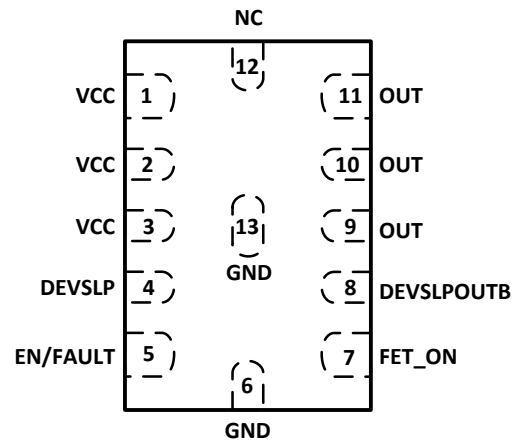 NC
12
VCC 1 11 OUT
VCC 2 10 OUT
VCC 3 13 9 OUT
GND
DEVSLP 4 8 DEVSLPOUTB
EN/FAULT 5 7 FET_ON
6
GND